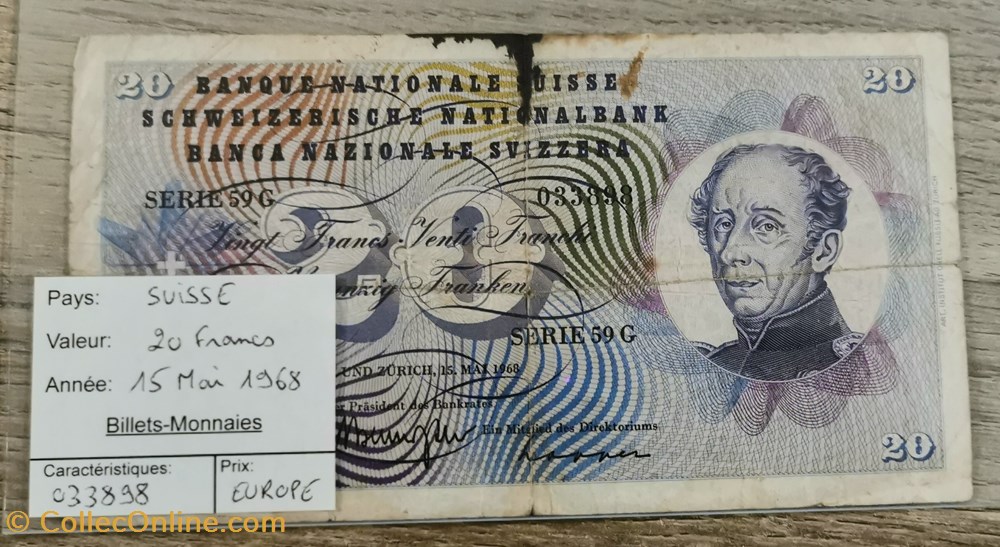 20
20
BANQUE NATIONALE SUISSE
SCHWEIZERISCHE NATIONALBANK
BANCA NAZIONALE SVIZZERA
SERIE 59 G
033898
Vingt Francs Venti Franchi
Franken
20
SERIE 59 G
UND ZÜRICH, 15. MAI 1968
Präsident des Bankrates
Ein Mitglied des Direktoriums
20
Pays: SUISSE
Valeur: 20 Francs
Année: 15 Mai 1968
Billets-Monnaies
Caractéristiques: 033898
Prix: EUROPE
© CollecOnline.com